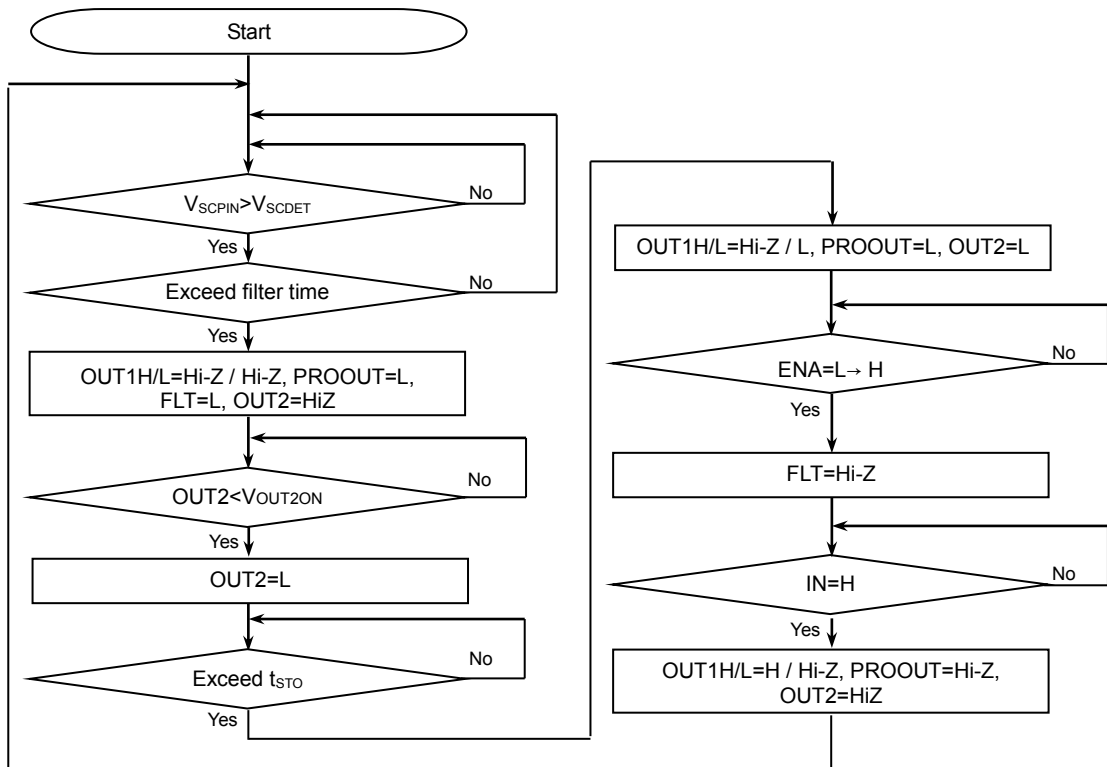 Start
VSCPIN>VSCDET
No
Yes
Exceed filter time
No
Yes
OUT1H/L=Hi-Z / Hi-Z, PROOUT=L,
FLT=L, OUT2=HiZ
OUT2<VOUT2ON
No
Yes
OUT2=L
Exceed tSTO
No
Yes
OUT1H/L=Hi-Z / L, PROOUT=L, OUT2=L
ENA=L→ H
No
Yes
FLT=Hi-Z
IN=H
No
Yes
OUT1H/L=H / Hi-Z, PROOUT=Hi-Z,
OUT2=HiZ